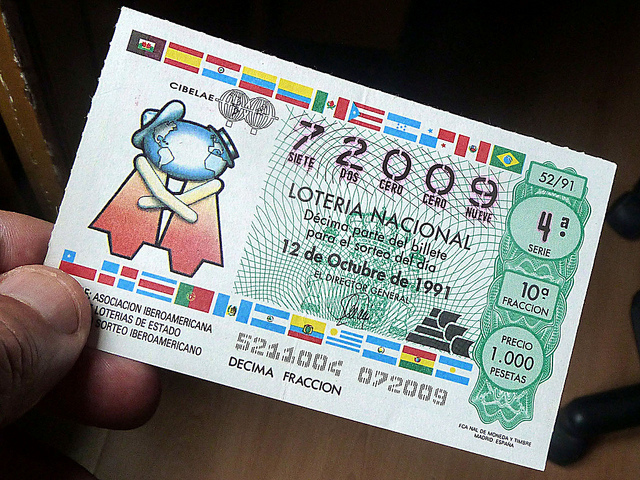 CIBELAE
7 2 0 0 9
SIETE DOS CERO CERO NUEVE
LOTERIA NACIONAL
Décima parte del billete
para el sorteo del día
12 de Octubre de 1991
EL DIRECTOR GENERAL
52/91
4.ª
SERIE
10ª
FRACCION
PRECIO
1.000
PESETAS
ASOCIACION IBEROAMERICANA
LOTERIAS DE ESTADO
SORTEO IBEROAMERICANO
072009
DECIMA FRACCION
FCA NAL DE MONEDA Y TIMBRE
MADRID ESPAÑA